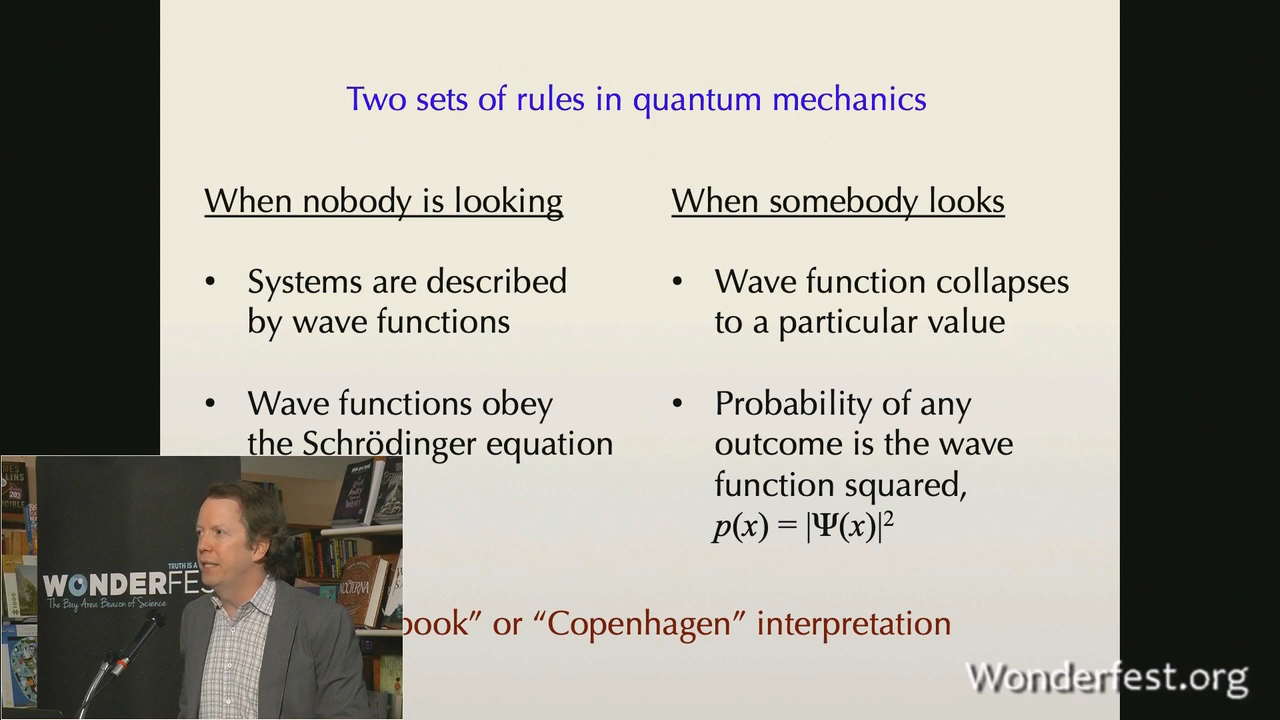 Two sets of rules in quantum mechanics
When nobody is looking
• Systems are described
by wave functions
• Wave functions obey
the Schrödinger equation
When somebody looks
• Wave function collapses
to a particular value
• Probability of any
outcome is the wave
function squared,
p(x) = |Ψ(x)|²
book” or “Copenhagen” interpretation
TRUTH IS A
WONDERFES
The Bay Area Beacon of Science
Wonderfest.org